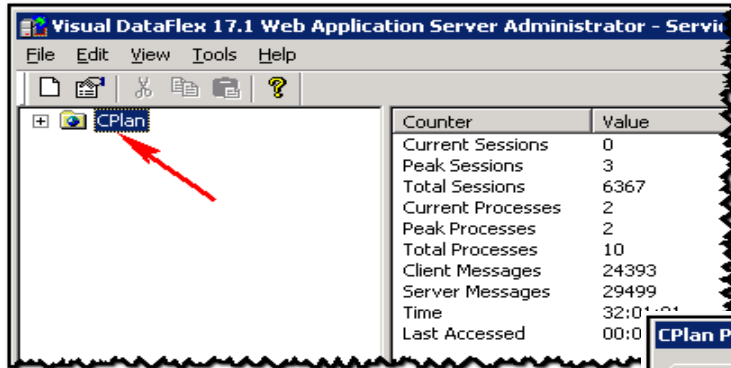 Visual DataFlex 17.1 Web Application Server Administrator -
File Edit View Tools Help
CPlan
Counter Value
Current Sessions 0
Peak Sessions 3
Total Sessions 6367
Current Processes 2
Peak Processes 2
Total Processes 10
Client Messages 24393
Server Messages 29499
Time
Last Accessed
CPlan